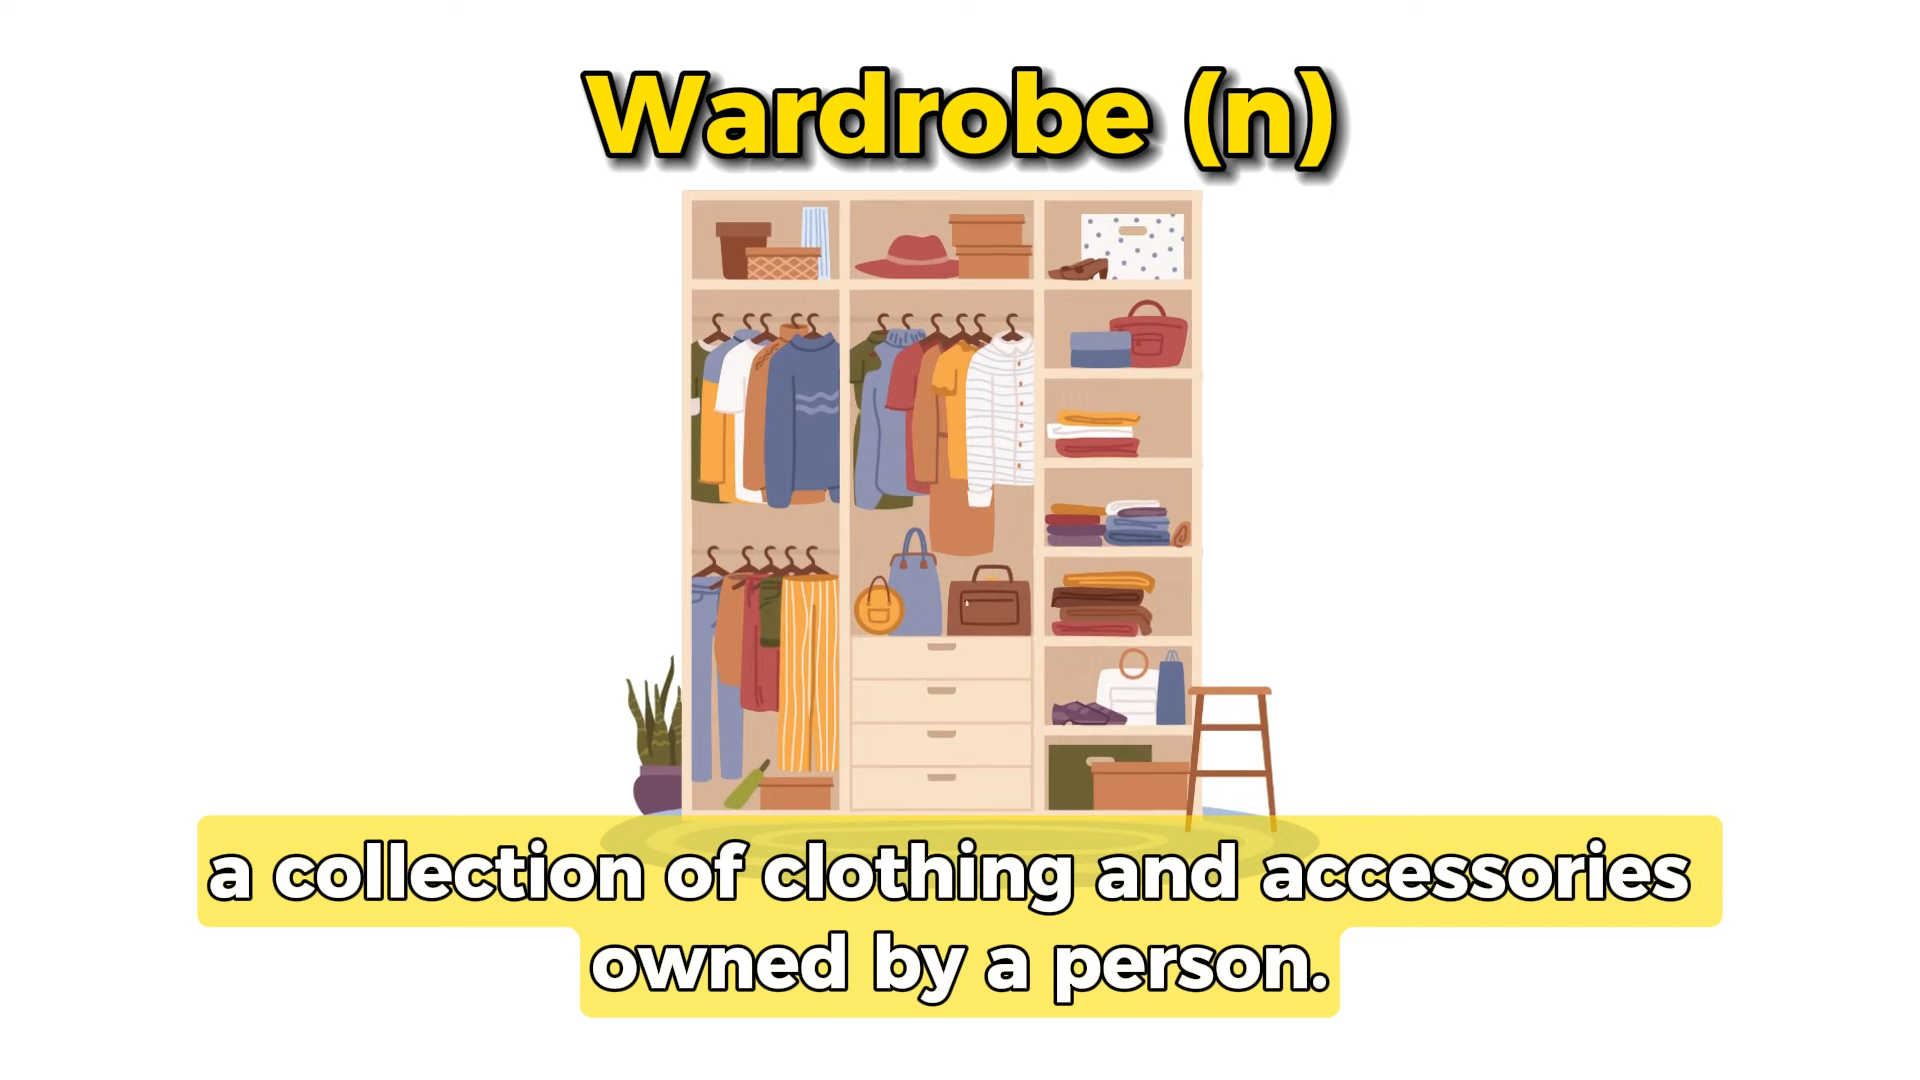 Wardrobe (n)
a collection of clothing and accessories
owned by a person.